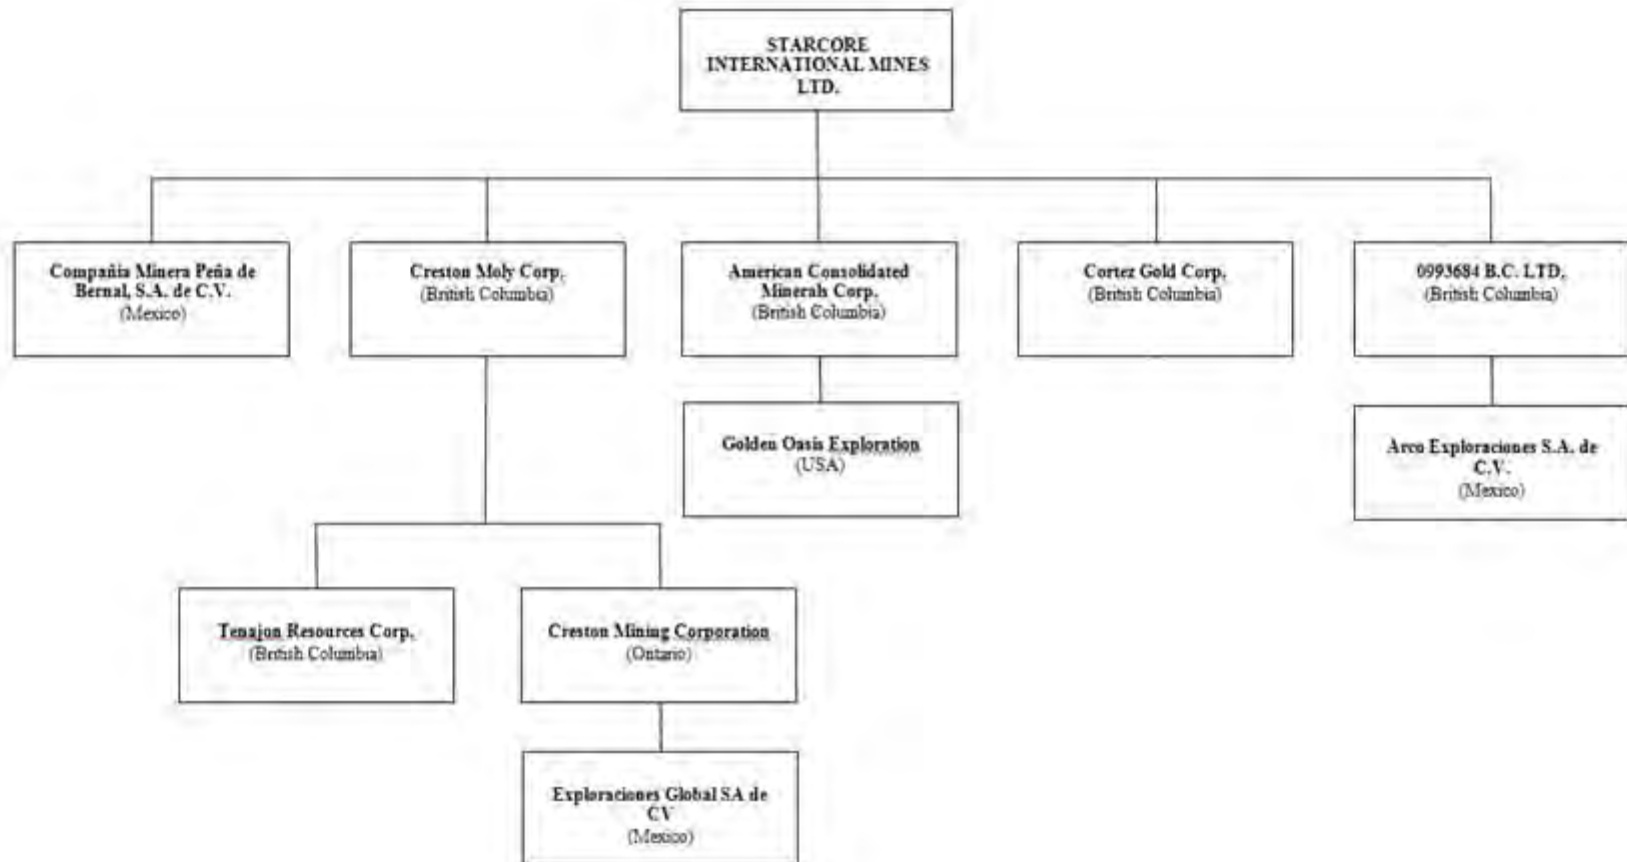 STARCORE
INTERNATIONAL MINES
LTD.
Compañia Minera Peña de
Bernal, S.A. de C.V.
(Mexico)
Creston Moly Corp.
(British Columbia)
American Consolidated
Minerals Corp.
(British Columbia)
Cortez Gold Corp.
(British Columbia)
0993684 B.C. LTD.
(British Columbia)
Golden Oasis Exploration
(USA)
Arco Exploraciones S.A. de
C.V.
(Mexico)
Tenajon Resources Corp.
(British Columbia)
Creston Mining Corporation
(Ontario)
Exploraciones Global SA de
CV
(Mexico)